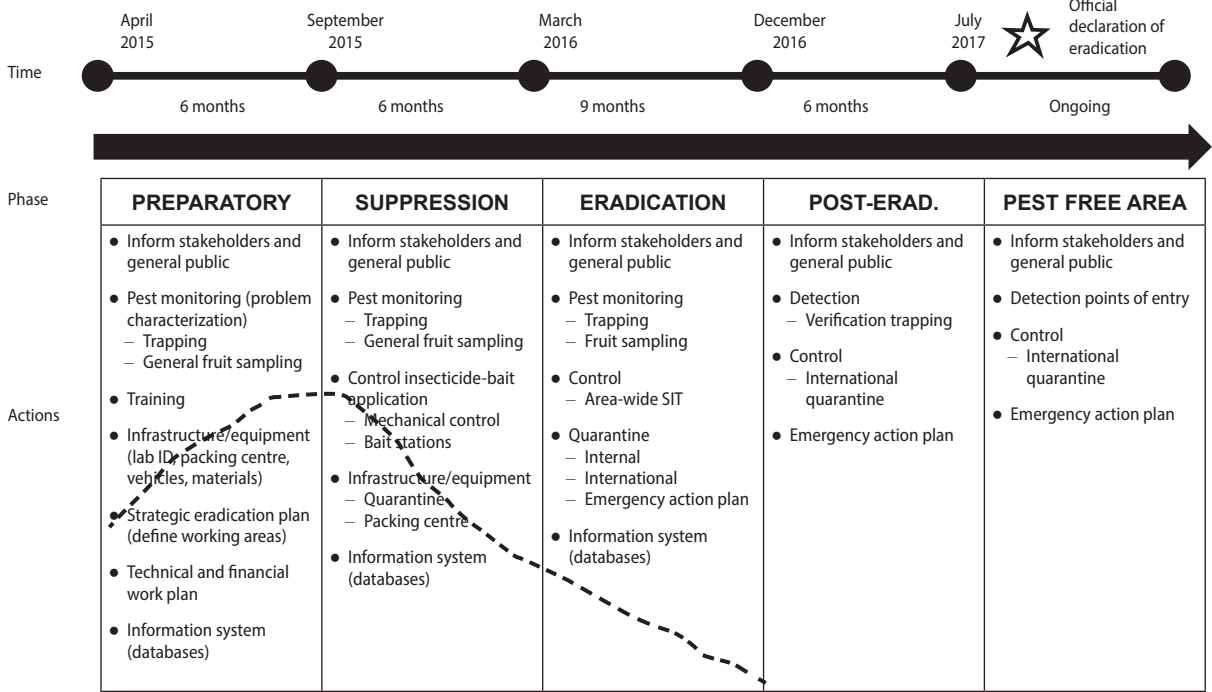 April
2015
September
2015
March
2016
December
2016
July
2017
Official
declaration of
eradication
Time
6 months
6 months
9 months
6 months
Ongoing
Phase
PREPARATORY
SUPPRESSION
ERADICATION
POST-ERAD.
PEST FREE AREA
Actions
● Inform stakeholders and
general public
● Pest monitoring (problem
characterization)
– Trapping
– General fruit sampling
● Training
● Infrastructure/equipment
(lab ID, packing centre,
vehicles, materials)
● Strategic eradication plan
(define working areas)
● Technical and financial
work plan
● Information system
(databases)
● Inform stakeholders and
general public
● Pest monitoring
– Trapping
– General fruit sampling
● Control insecticide-bait
application
– Mechanical control
– Bait stations
● Infrastructure/equipment
– Quarantine
– Packing centre
● Information system
(databases)
● Inform stakeholders and
general public
● Pest monitoring
– Trapping
– Fruit sampling
● Control
– Area-wide SIT
● Quarantine
– Internal
– International
– Emergency action plan
● Information system
(databases)
● Inform stakeholders and
general public
● Detection
– Verification trapping
● Control
– International
quarantine
● Emergency action plan
● Inform stakeholders and
general public
● Detection points of entry
● Control
– International
quarantine
● Emergency action plan